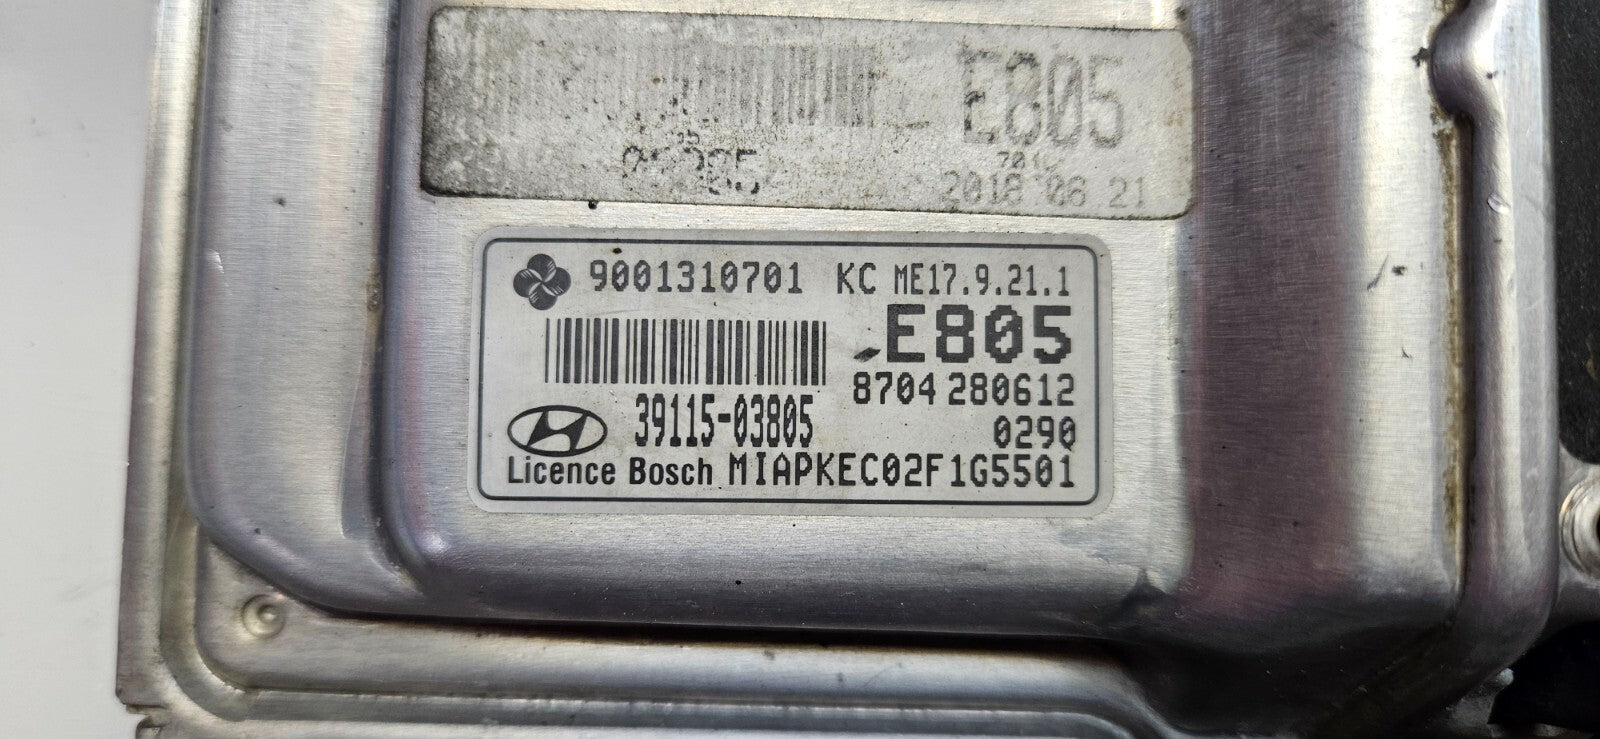 E805
2018 06 21
9001310701 KC ME17.9.21.1
E805
8704 280612
39115-03805
0290
Licence Bosch MIAPKEC02F1G5501